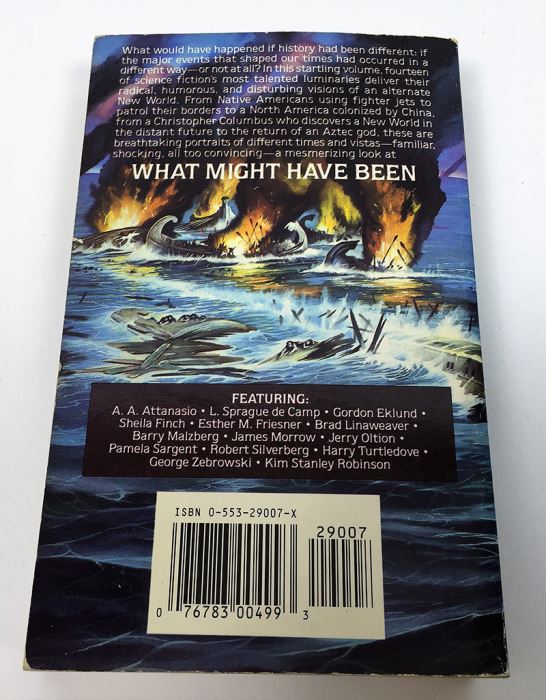 What would have happened if history had been different: if
the major events that shaped our times had occurred in a
different way—or not at all? In this startling volume, fourteen
of science fiction's most talented luminaries deliver their
radical, humorous, and disturbing visions of an alternate
New World. From Native Americans using fighter jets to
patrol their borders to a North America colonized by China,
from a Christopher Columbus who discovers a New World in
the distant future to the return of an Aztec god, these are
breathtaking portraits of different times and vistas—familiar,
shocking, all too convincing—a mesmerizing look at
WHAT MIGHT HAVE BEEN
FEATURING:
A. A. Attanasio • L. Sprague de Camp • Gordon Eklund •
Sheila Finch • Esther M. Friesner • Brad Linaweaver •
Barry Malzberg • James Morrow • Jerry Oltion •
Pamela Sargent • Robert Silverberg • Harry Turtledove •
George Zebrowski • Kim Stanley Robinson
ISBN 0-553-29007-X
29007
0 76783 00499 3